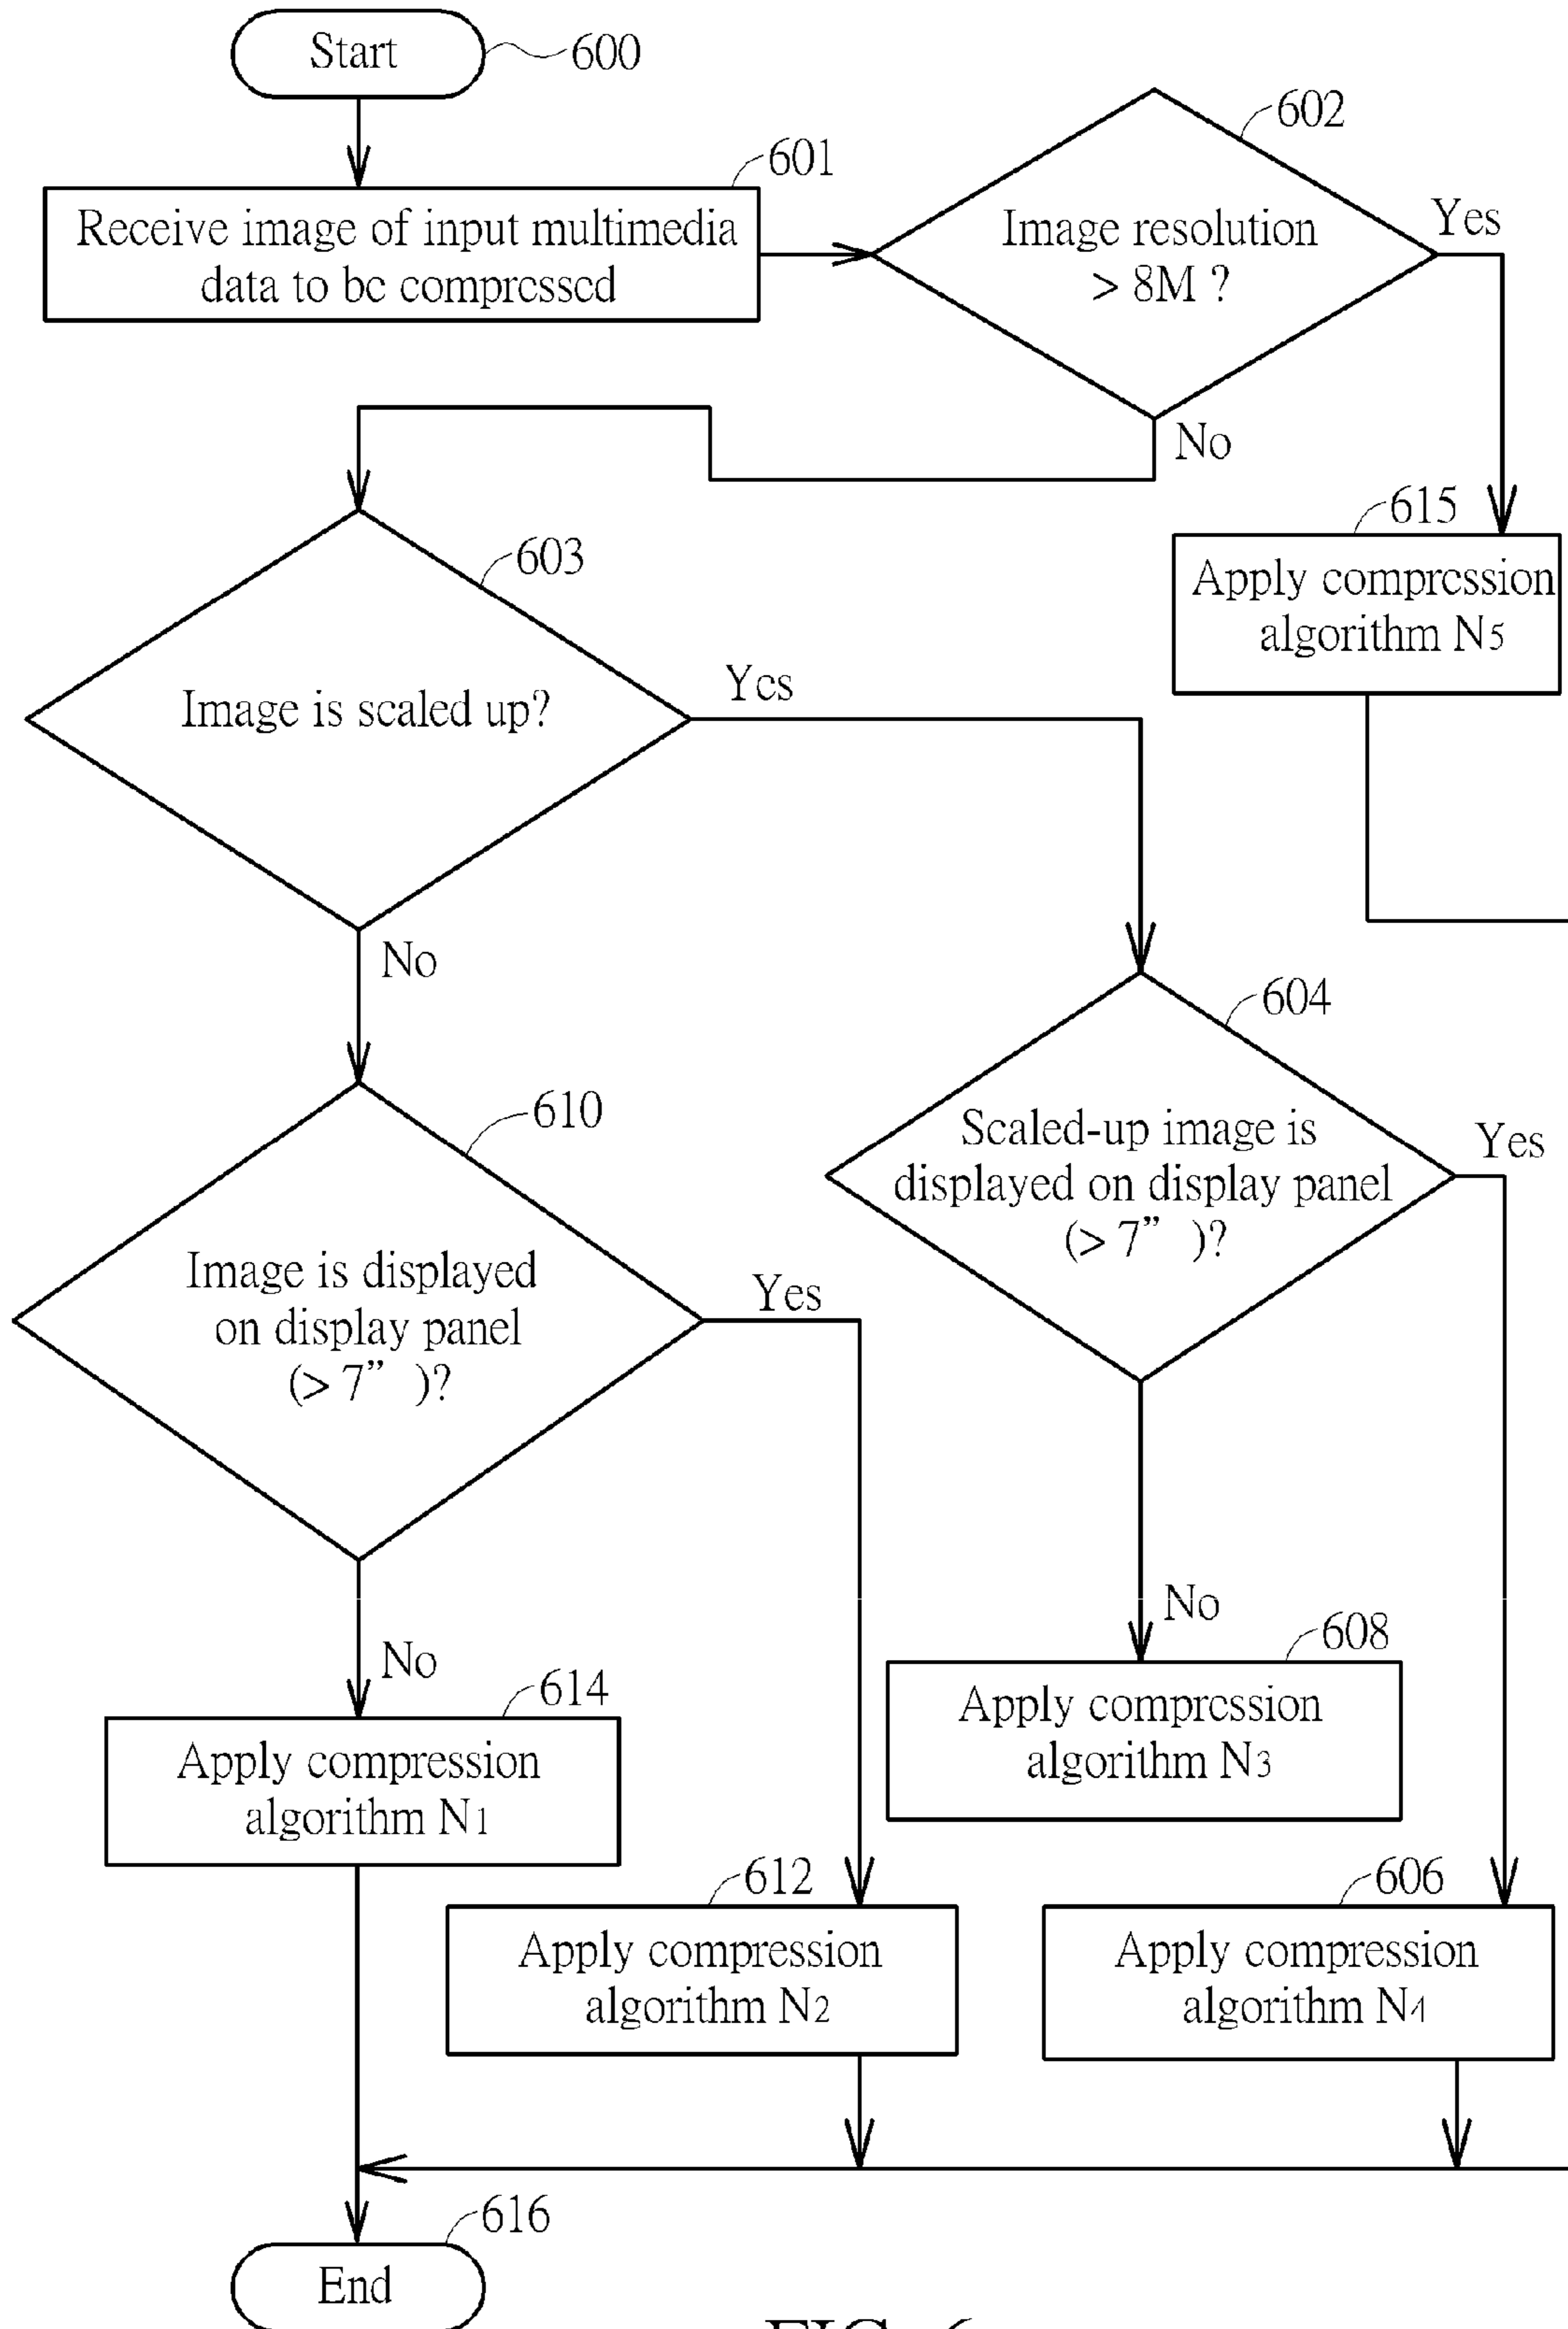 Start
600
602
601
Receive image of input multimedia
data to be compressed
Image resolution
> 8M ?
Yes
No
615
Apply compression
algorithm N5
603
Image is scaled up?
Yes
No
604
Scaled-up image is
displayed on display panel
(> 7” )?
Yes
610
Image is displayed
on display panel
(> 7” )?
Yes
No
608
Apply compression
algorithm N3
No
614
Apply compression
algorithm N1
612
Apply compression
algorithm N2
606
Apply compression
algorithm N4
616
End
FIG. 6